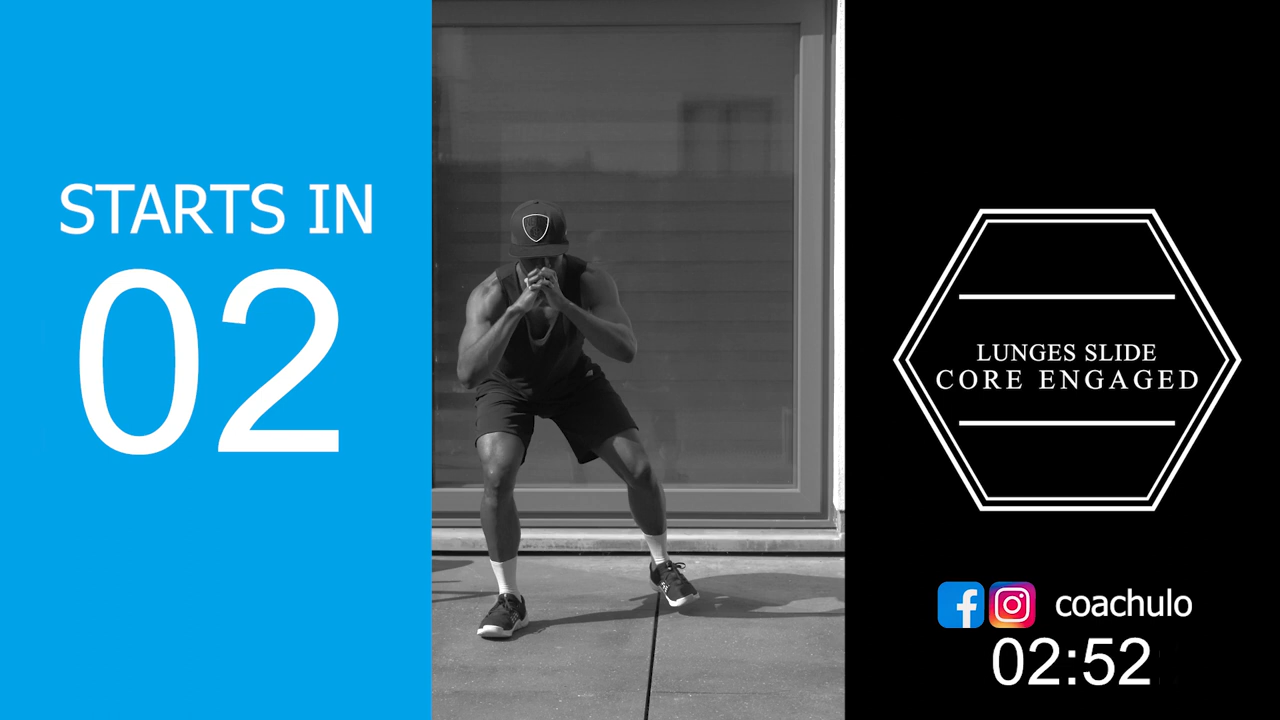 STARTS IN
02
LUNGES SLIDE
CORE ENGAGED
coachulo
02:52